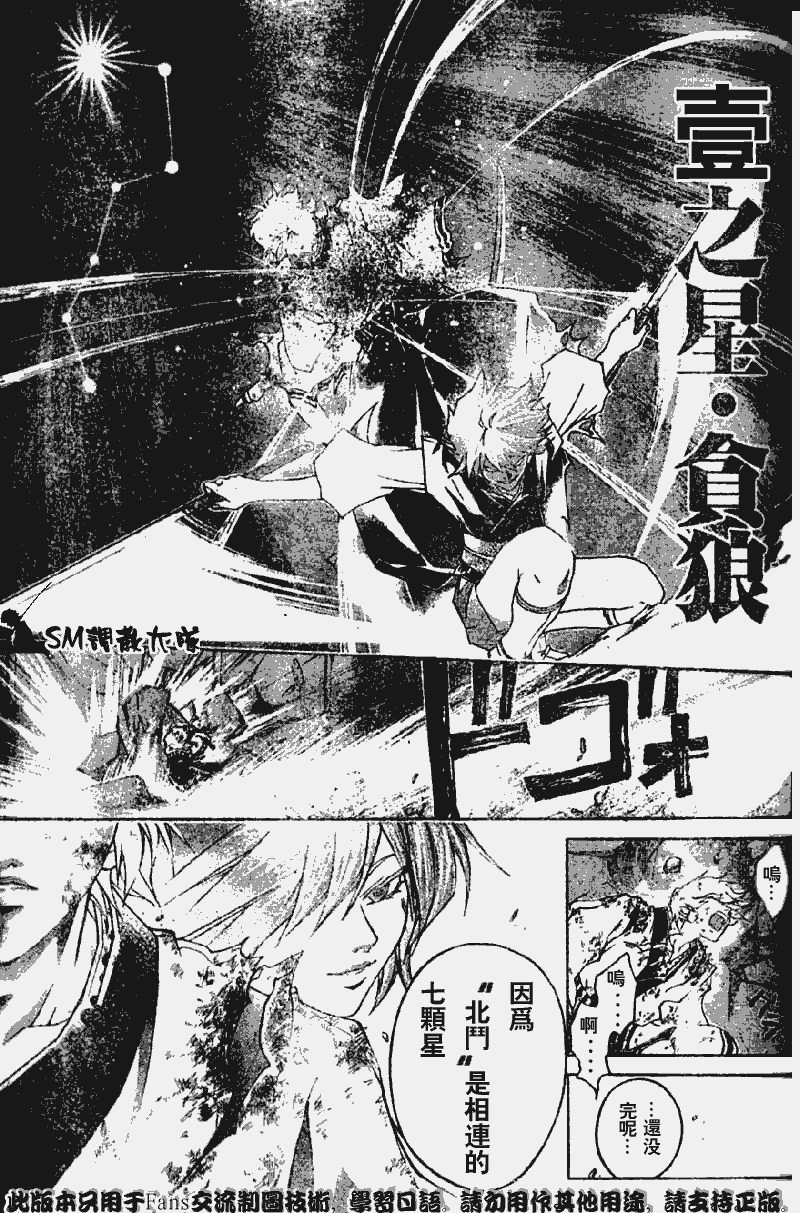 壹之星・貪狼
SM調教大隊
ドゴォ
嗚…
嗚……
啊……
…還没
完呢…
因爲
〝北鬥〞是相連的
七顆星
此版本只用于Fans交流制圖技術，學習日語。請勿用作其他用途，請支持正版。